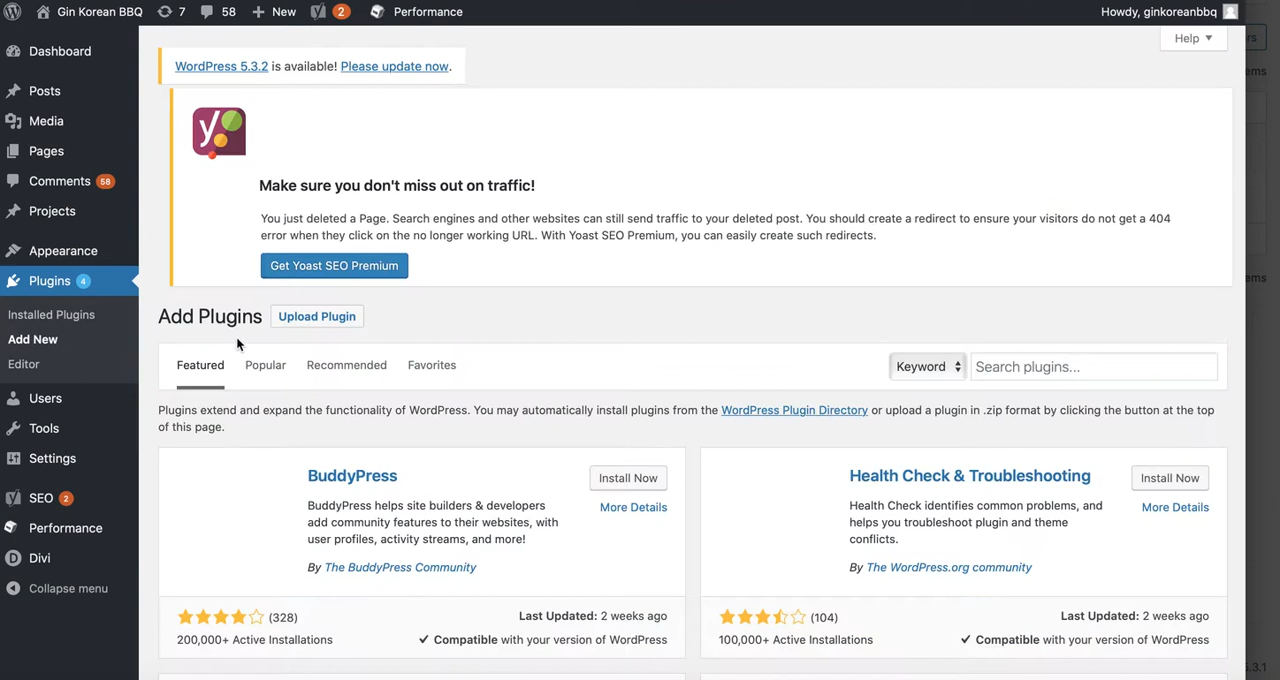 Gin Korean BBQ 7 58 + New 2 Performance Howdy, ginkoreanbbq
Help
Dashboard
Posts
Media
Pages
Comments 58
Projects
Appearance
Plugins 4
Installed Plugins
Add New
Editor
Users
Tools
Settings
SEO 2
Performance
Divi
Collapse menu
WordPress 5.3.2 is available! Please update now.
Make sure you don't miss out on traffic!
You just deleted a Page. Search engines and other websites can still send traffic to your deleted post. You should create a redirect to ensure your visitors do not get a 404
error when they click on the no longer working URL. With Yoast SEO Premium, you can easily create such redirects.
Get Yoast SEO Premium
Add Plugins Upload Plugin
Featured Popular Recommended Favorites Keyword Search plugins...
Plugins extend and expand the functionality of WordPress. You may automatically install plugins from the WordPress Plugin Directory or upload a plugin in .zip format by clicking the button at the top
of this page.
BuddyPress
Install Now
More Details
BuddyPress helps site builders & developers
add community features to their websites, with
user profiles, activity streams, and more!
By The BuddyPress Community
(328)
200,000+ Active Installations
Last Updated: 2 weeks ago
✓ Compatible with your version of WordPress
Health Check & Troubleshooting
Install Now
More Details
Health Check identifies common problems, and
helps you troubleshoot plugin and theme
conflicts.
By The WordPress.org community
(104)
100,000+ Active Installations
Last Updated: 2 weeks ago
✓ Compatible with your version of WordPress